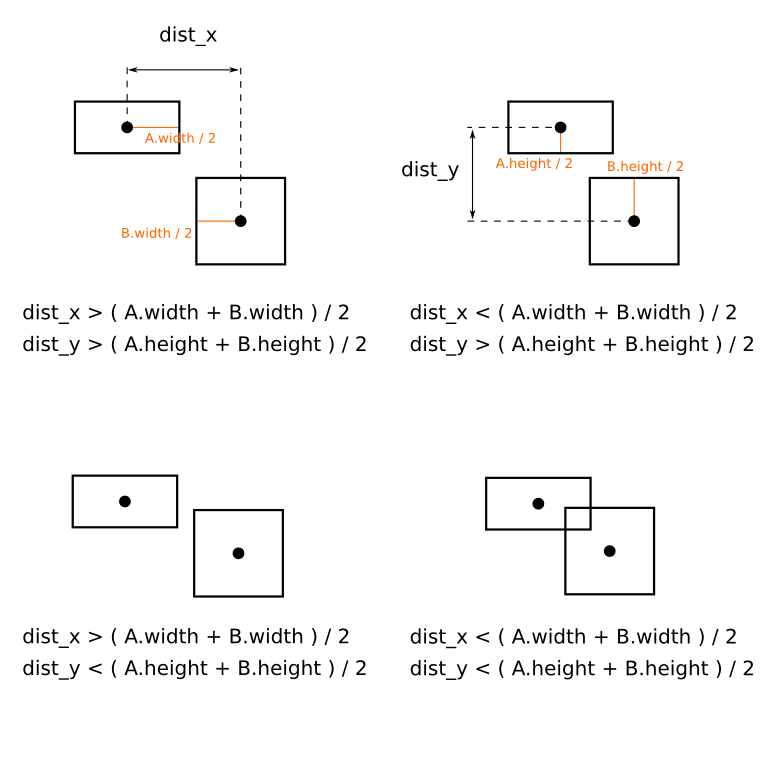 dist_x
A.width / 2
B.width / 2
dist_x > ( A.width + B.width ) / 2
dist_y > ( A.height + B.height ) / 2
dist_y
A.height / 2
B.height / 2
dist_x < ( A.width + B.width ) / 2
dist_y > ( A.height + B.height ) / 2
dist_x > ( A.width + B.width ) / 2
dist_y < ( A.height + B.height ) / 2
dist_x < ( A.width + B.width ) / 2
dist_y < ( A.height + B.height ) / 2